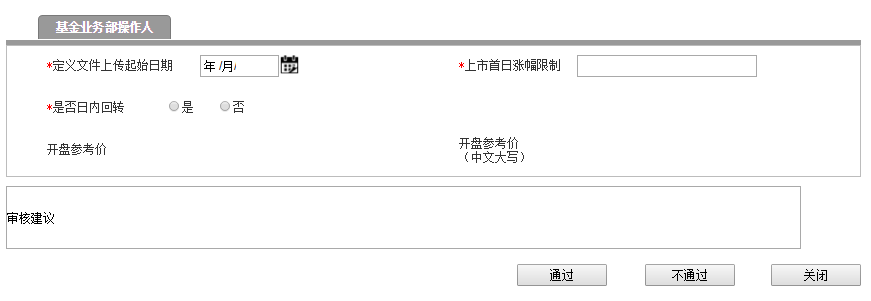 基金业务部操作人
*定义文件上传起始日期 年 /月/ *上市首日涨幅限制
*是否日内回转 是 否
开盘参考价 开盘参考价
（中文大写）
审核建议
通过 不通过 关闭